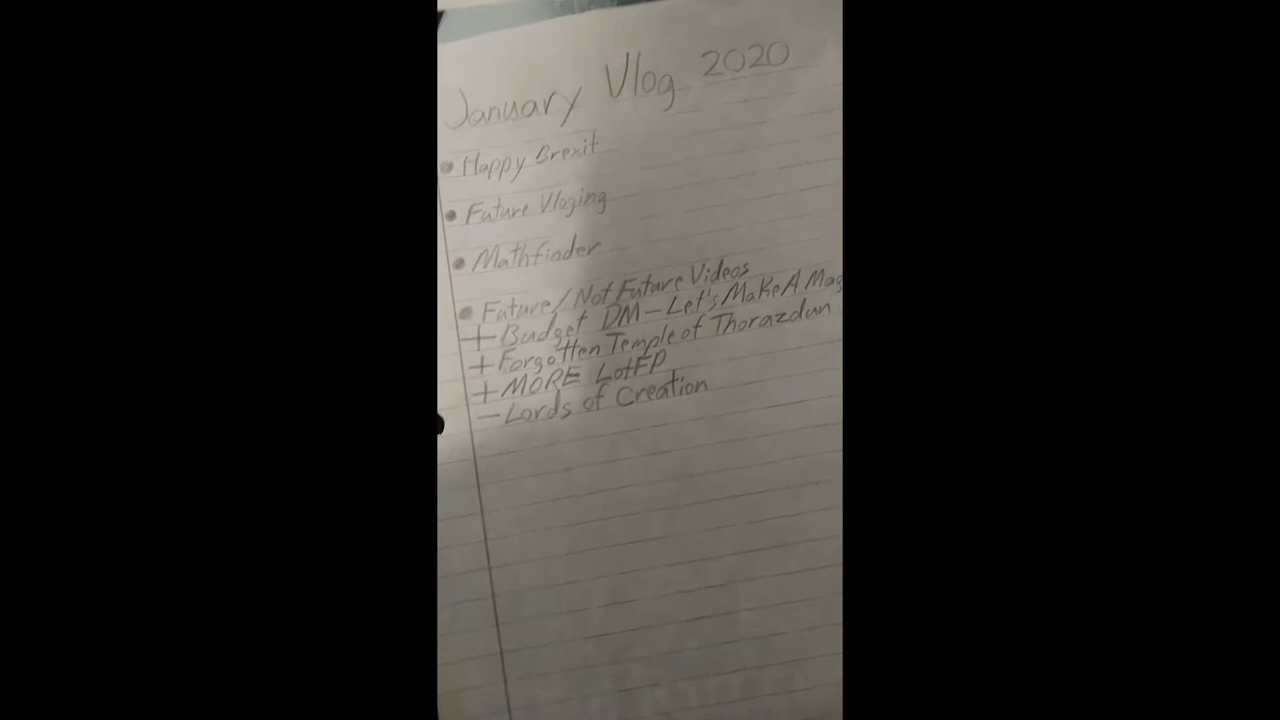 January Vlog 2020
• Happy Brexit
• Future Vloging
• Mathfinder
• Future/Not Future Videos
+ Budget DM - Let's Make A Mag
+ Forgotten Temple of Thorazdun
+ MORE LotFP
- Lords of Creation